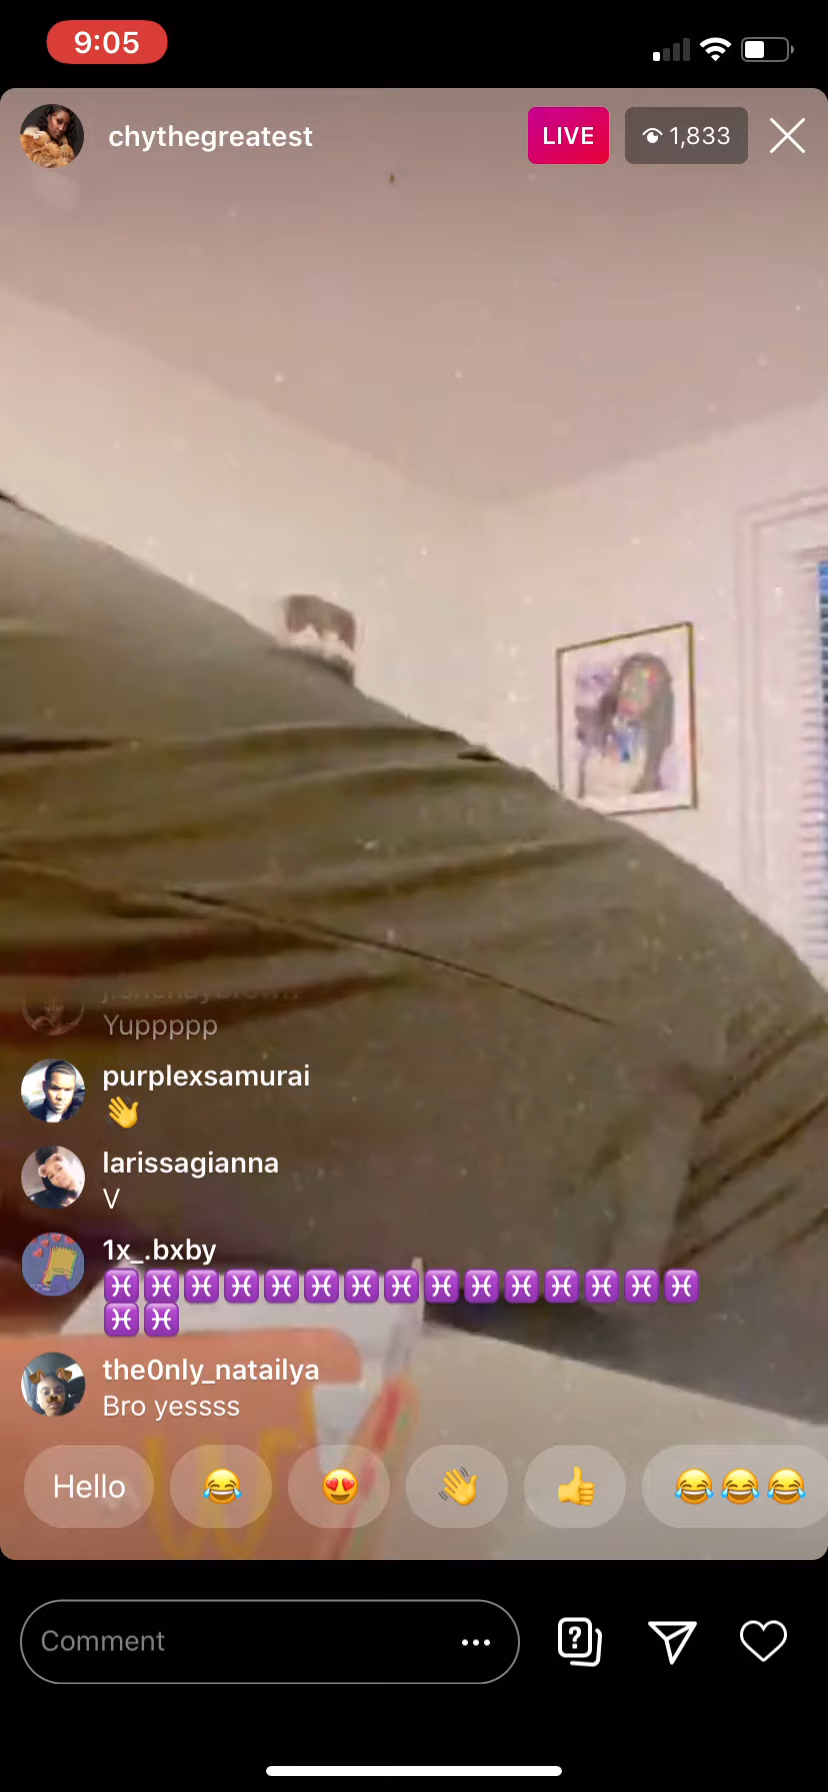 9:05
chythegreatest
LIVE
1,833
Yuppppp
purplexsamurai
👋
larissagianna
V
1x_.bxby
♓♓♓♓♓♓♓♓♓♓♓♓♓♓♓
♓♓
the0nly_natailya
Bro yessss
Hello 😂 😍 👋 👍 😂😂😂
Comment